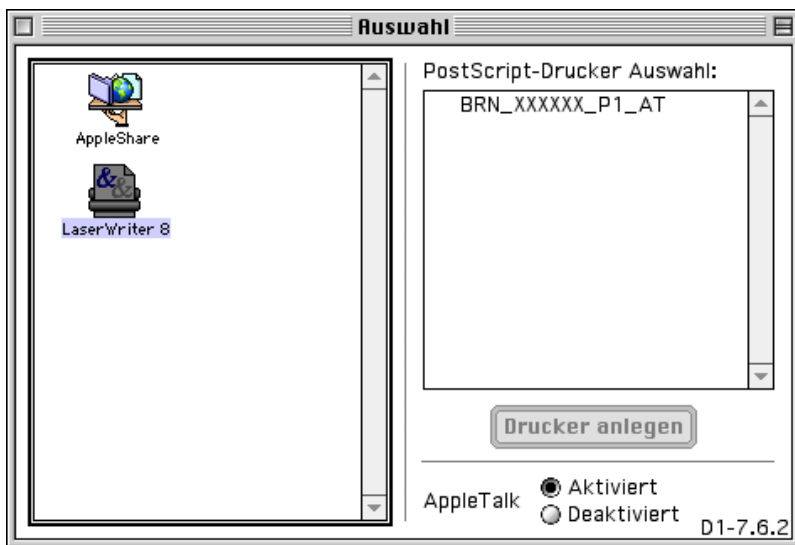 Auswahl
AppleShare
LaserWriter 8
PostScript-Drucker Auswahl:
BRN_XXXXXX_P1_AT
Drucker anlegen
AppleTalk
Aktiviert
Deaktiviert
D1-7.6.2